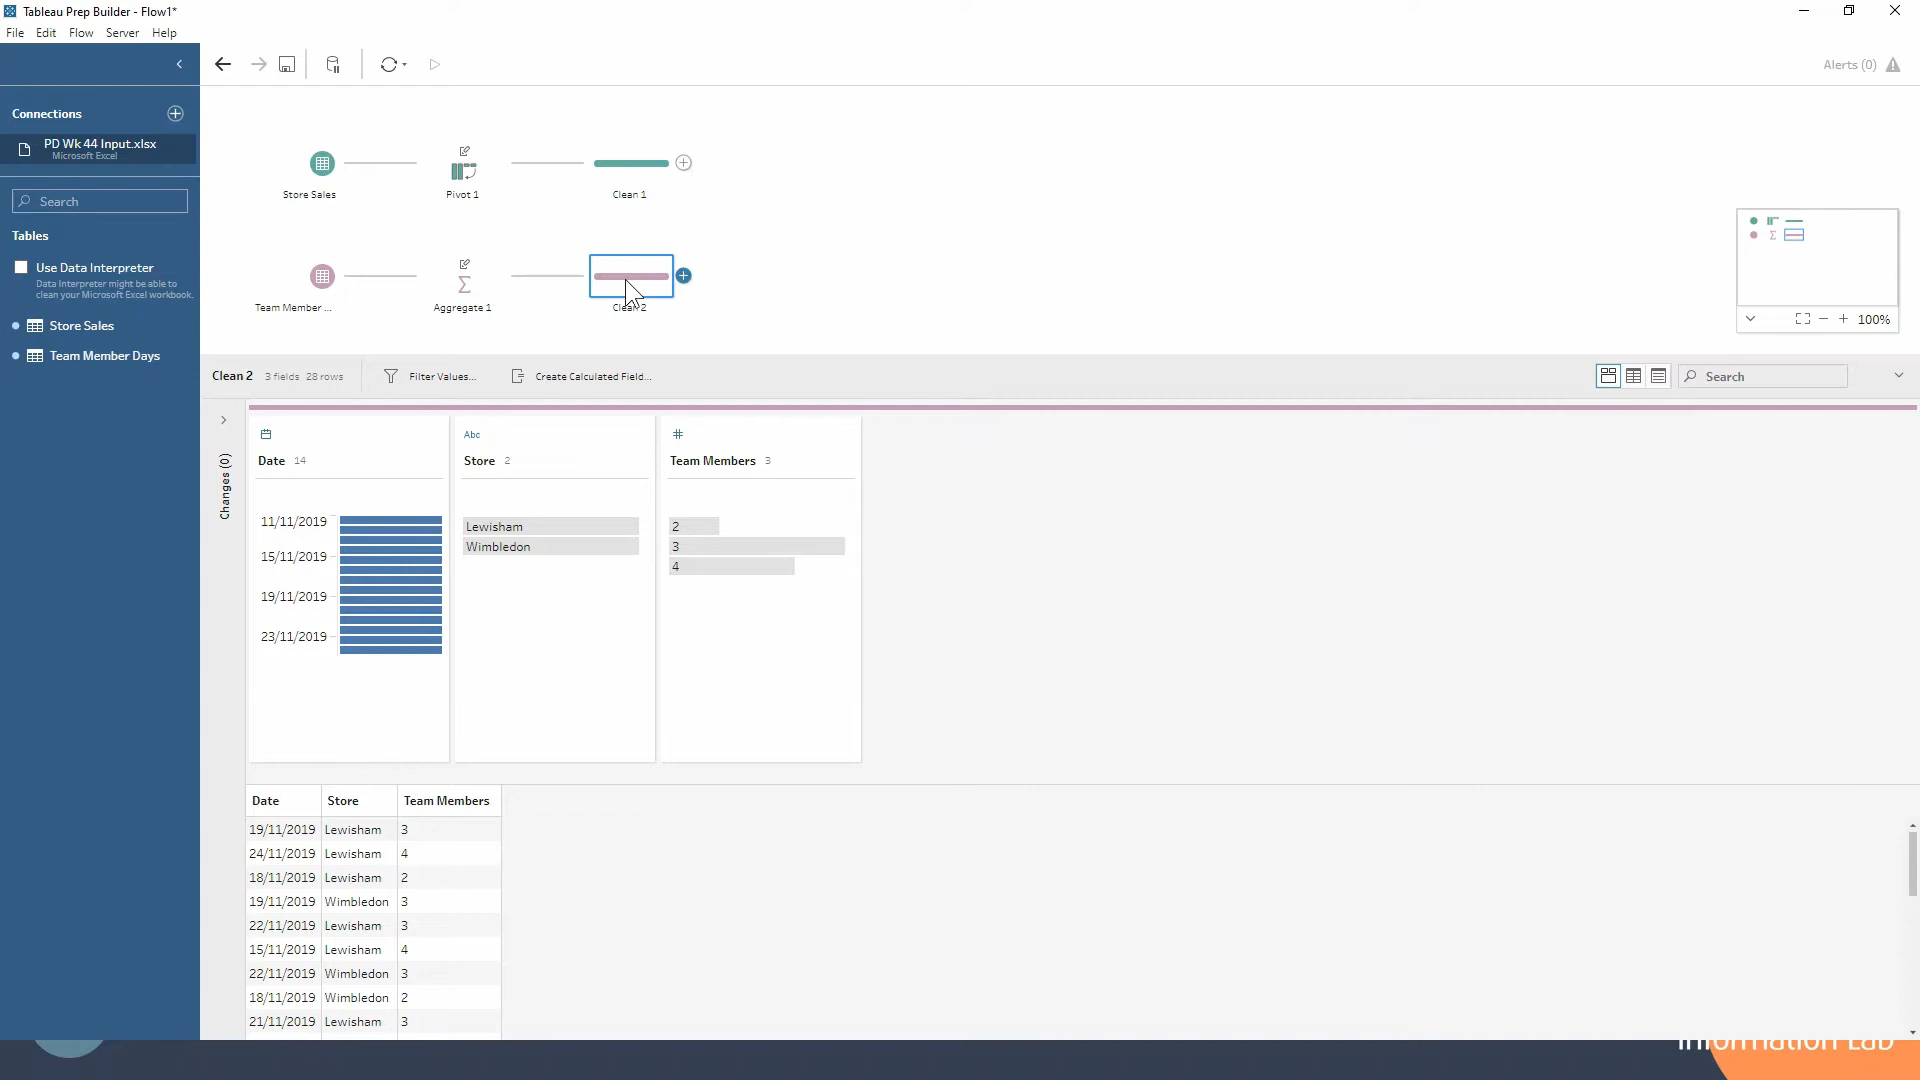 Tableau Prep Builder - Flow1*
File Edit Flow Server Help
Alerts (0)
Connections
PD Wk 44 Input.xlsx
Microsoft Excel
Search
Tables
Use Data Interpreter
Data Interpreter might be able to
clean your Microsoft Excel workbook.
Store Sales
Team Member Days
Store Sales
Pivot 1
Clean 1
Team Member ...
Aggregate 1
Clean 2
100%
Clean 2 3 fields 28 rows
Filter Values...
Create Calculated Field...
Search
Changes (0)
Date 14
11/11/2019
15/11/2019
19/11/2019
23/11/2019
Abc
Store 2
Lewisham
Wimbledon
#
Team Members 3
2
3
4
Date Store Team Members
19/11/2019 Lewisham 3
24/11/2019 Lewisham 4
18/11/2019 Lewisham 2
19/11/2019 Wimbledon 3
22/11/2019 Lewisham 3
15/11/2019 Lewisham 4
22/11/2019 Wimbledon 3
18/11/2019 Wimbledon 2
21/11/2019 Lewisham 3
Information Lab